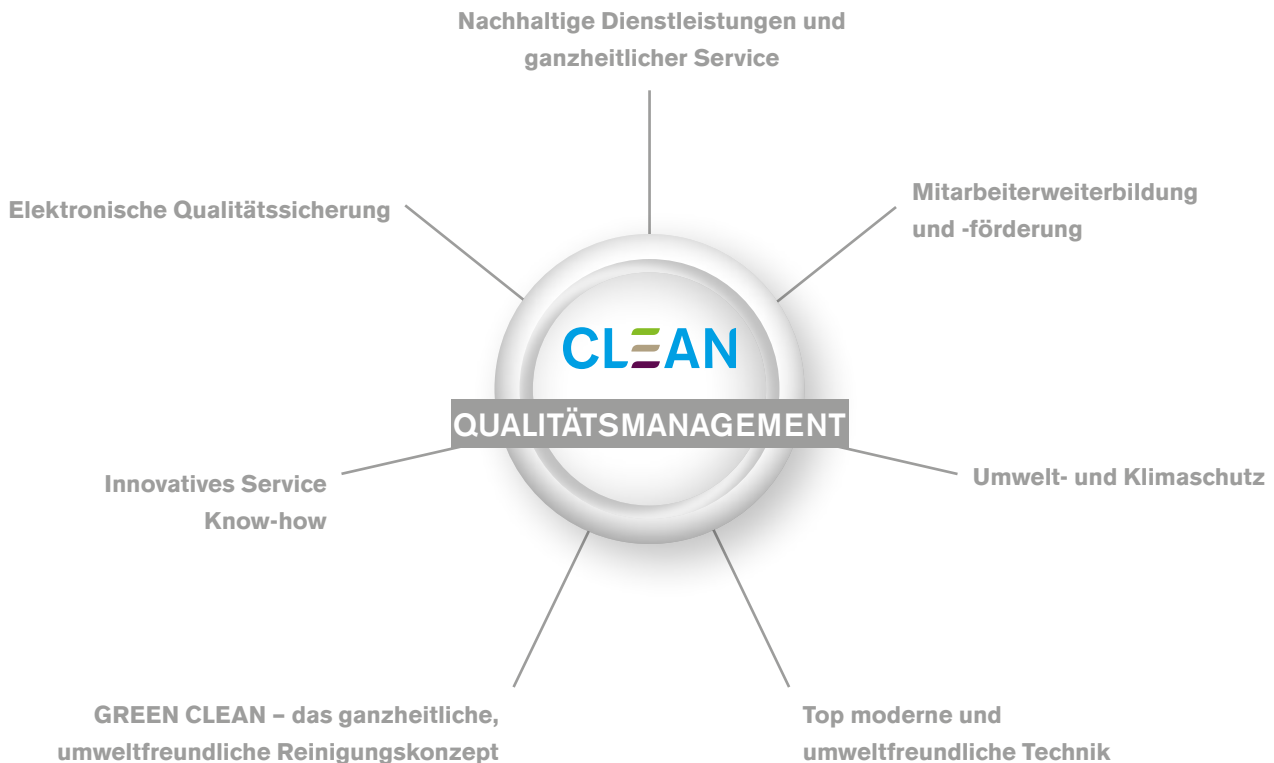 Nachhaltige Dienstleistungen und
ganzheitlicher Service
Elektronische Qualitätssicherung
Mitarbeiterweiterbildung
und -förderung
CLEAN
QUALITÄTSMANAGEMENT
Innovatives Service
Know-how
Umwelt- und Klimaschutz
GREEN CLEAN – das ganzheitliche,
umweltfreundliche Reinigungskonzept
Top moderne und
umweltfreundliche Technik